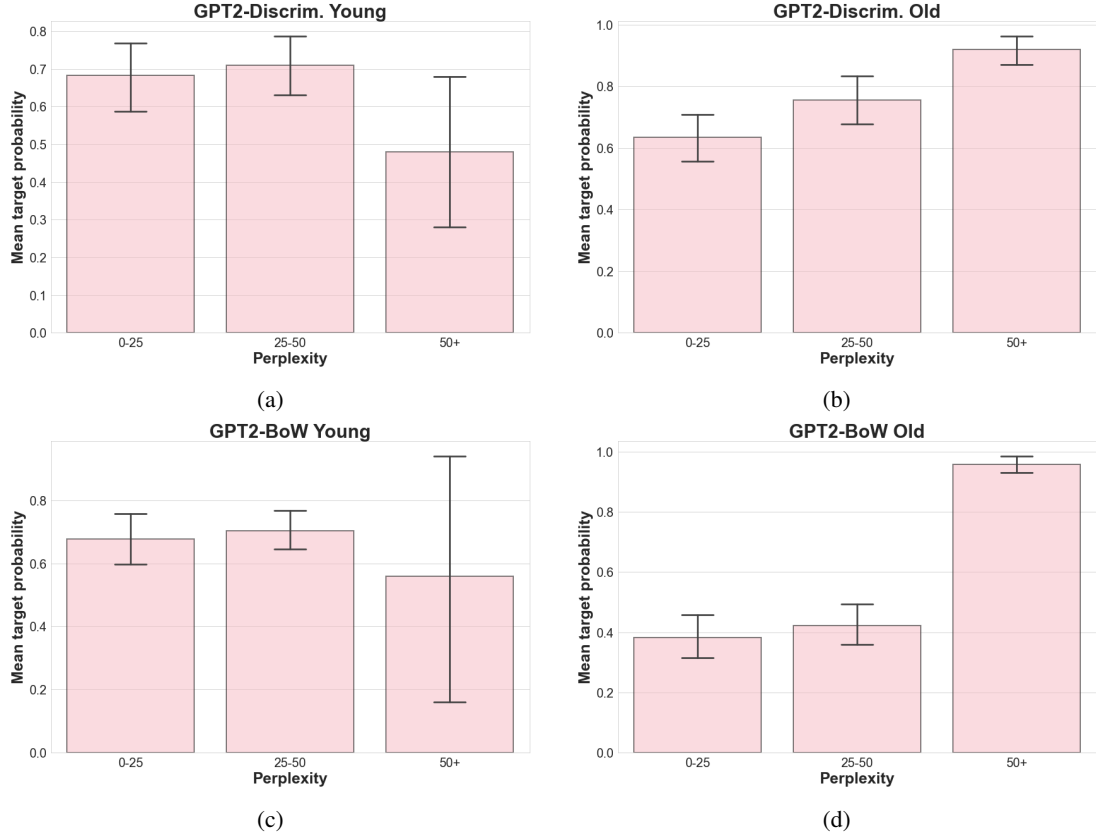 GPT2-Discrim. Young
0.8
0.7
0.6
0.5
0.4
0.3
0.2
0.1
0.0
Mean target probability
0-25 25-50 50+
Perplexity
(a)
GPT2-Discrim. Old
1.0
0.8
0.6
0.4
0.2
0.0
Mean target probability
0-25 25-50 50+
Perplexity
(b)
GPT2-BoW Young
0.8
0.6
0.4
0.2
0.0
Mean target probability
0-25 25-50 50+
Perplexity
(c)
GPT2-BoW Old
1.0
0.8
0.6
0.4
0.2
0.0
Mean target probability
0-25 25-50 50+
Perplexity
(d)